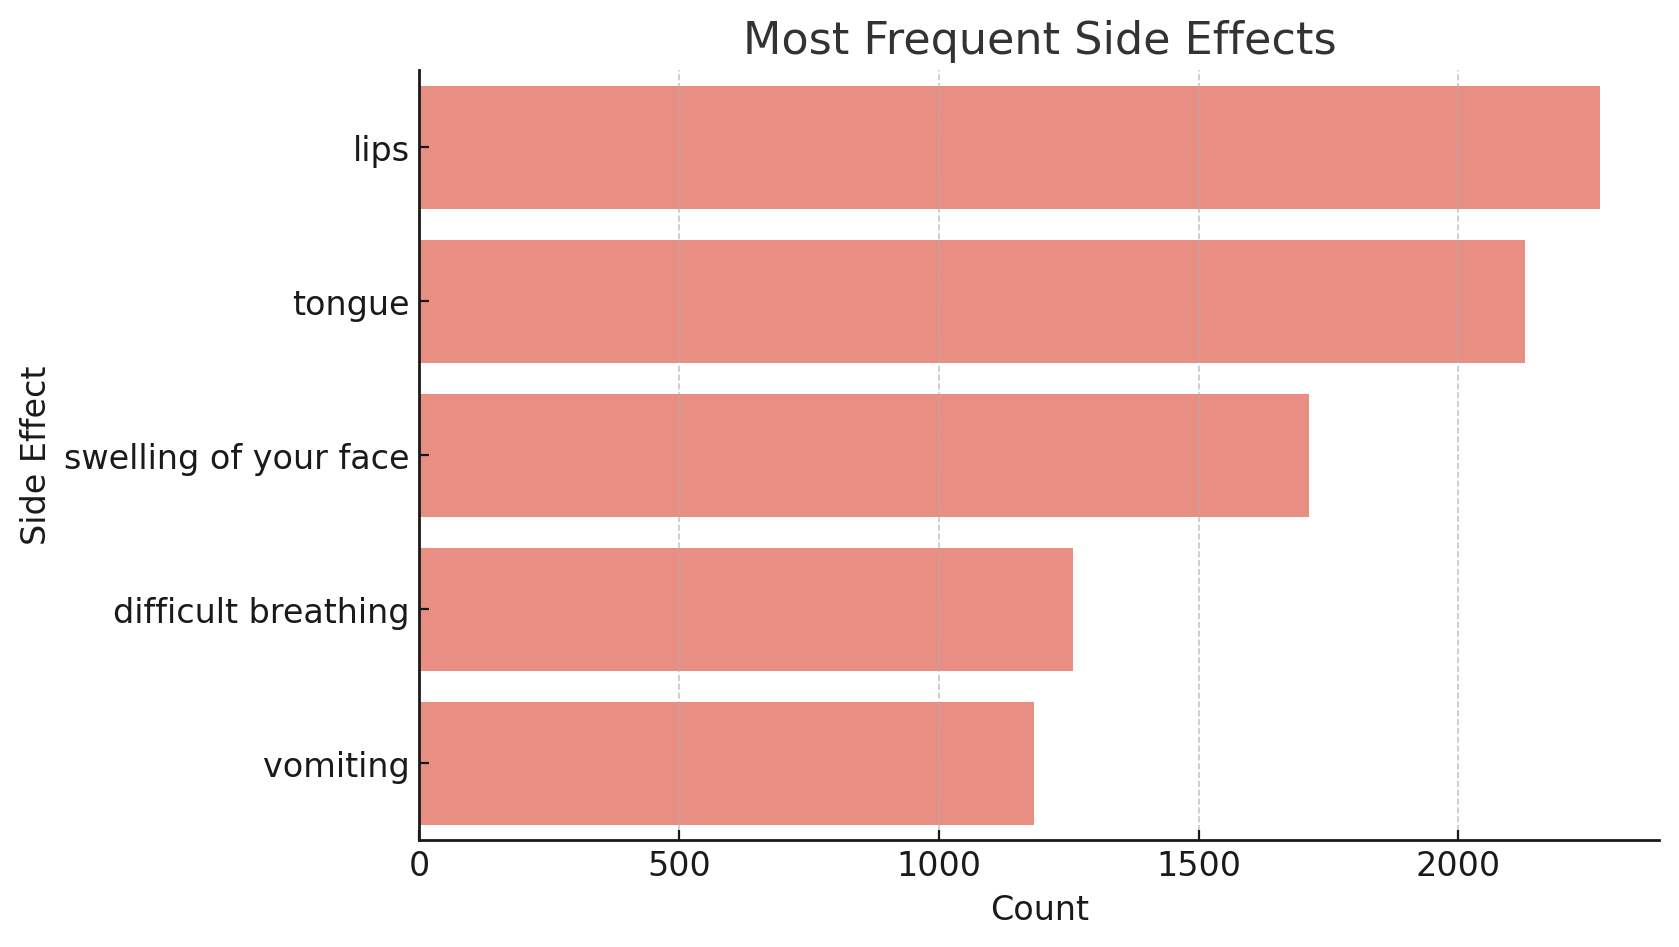 Most Frequent Side Effects
lips
tongue
swelling of your face
difficult breathing
vomiting
Side Effect
0 500 1000 1500 2000
Count